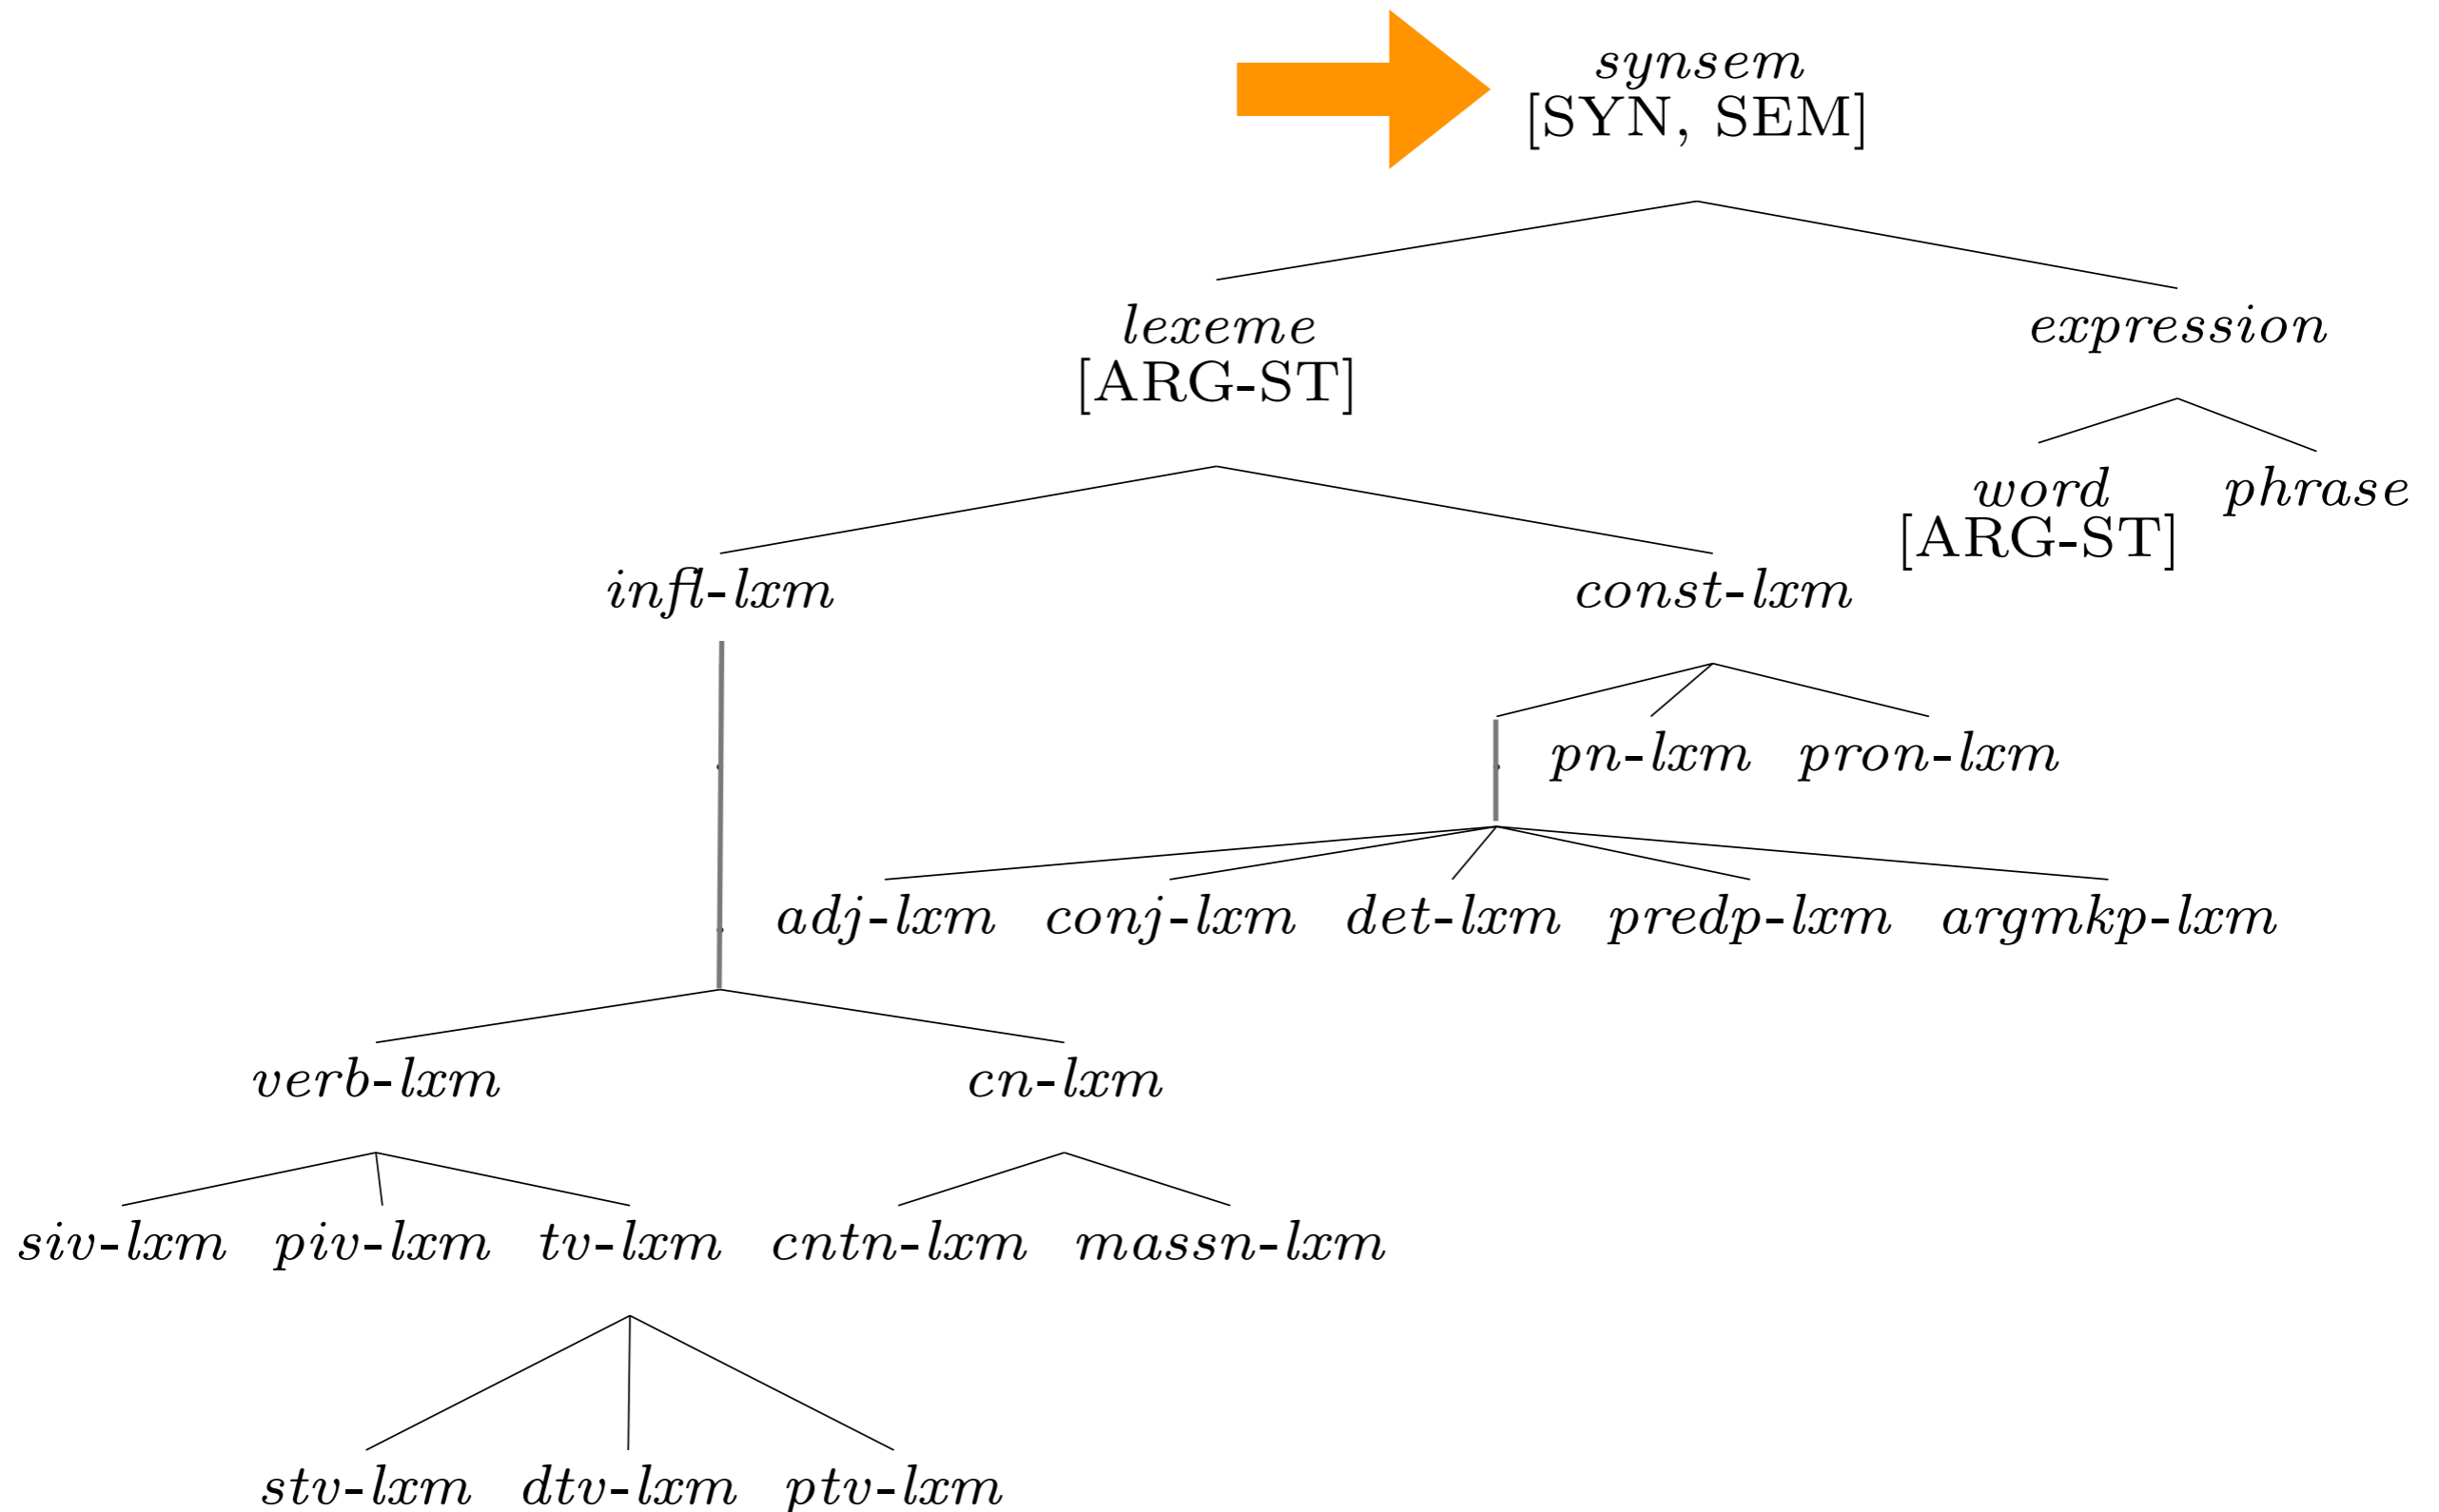 synsem
[SYN, SEM]
lexeme
[ARG-ST]
expression
word
[ARG-ST]
phrase
infl-lxm
const-lxm
pn-lxm pron-lxm
adj-lxm conj-lxm det-lxm predp-lxm argmkp-lxm
verb-lxm cn-lxm
siv-lxm piv-lxm tv-lxm cntn-lxm massn-lxm
stv-lxm dtv-lxm ptv-lxm